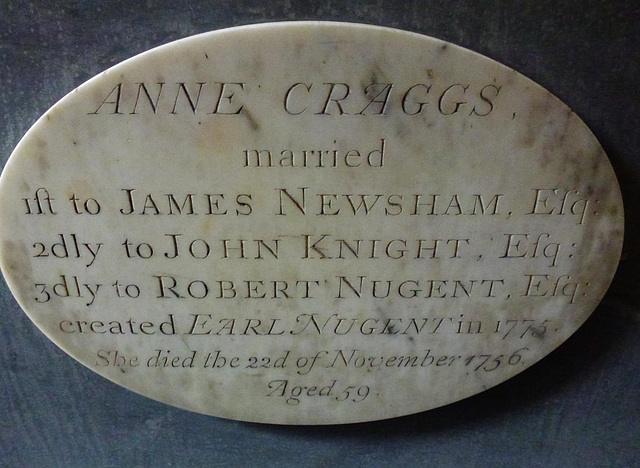 ANNE CRAGGS,
married
1ſt to JAMES NEWSHAM, Eſq:
2dly to JOHN KNIGHT, Eſq:
3dly to ROBERT NUGENT, Eſq:
created EARL NUGENT in 1775.
She died the 22d of November 1756.
Aged 59.